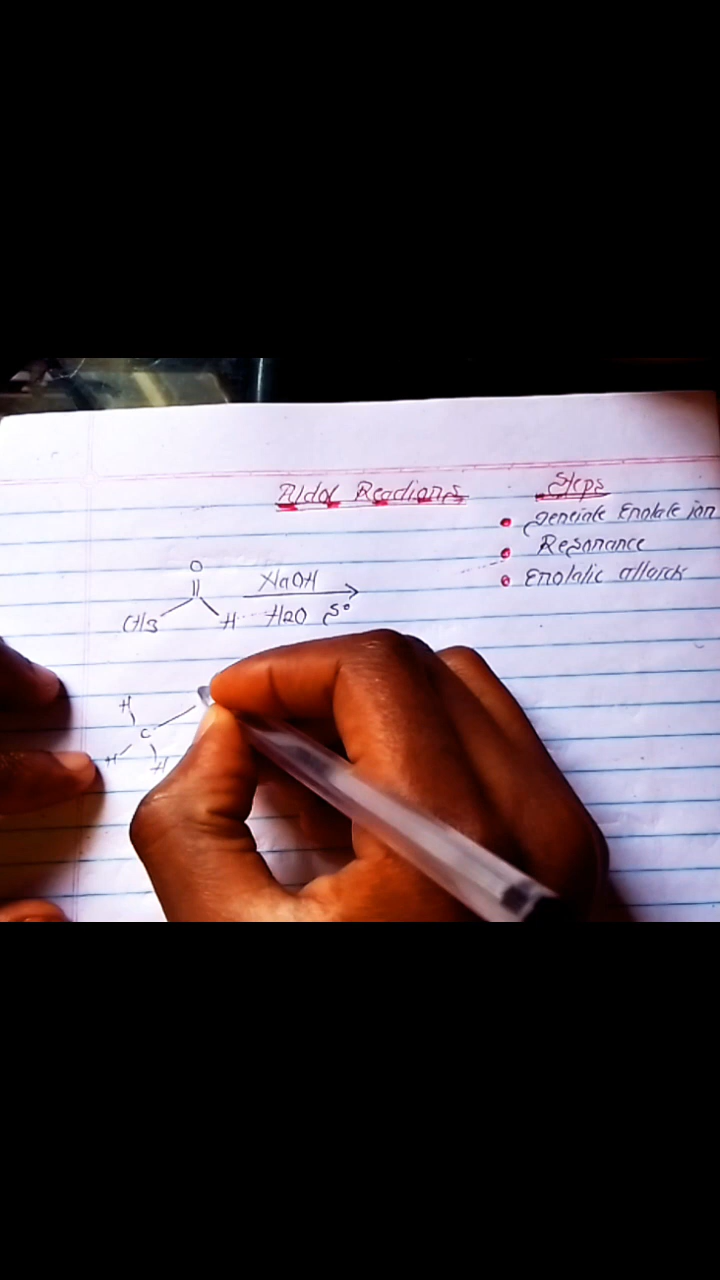 Aldol Reactions
Steps
generate Enolate ion
Resonance
Enolatic attack
O
NaOH
CH3
H
H2O 5°
H
C
H
H